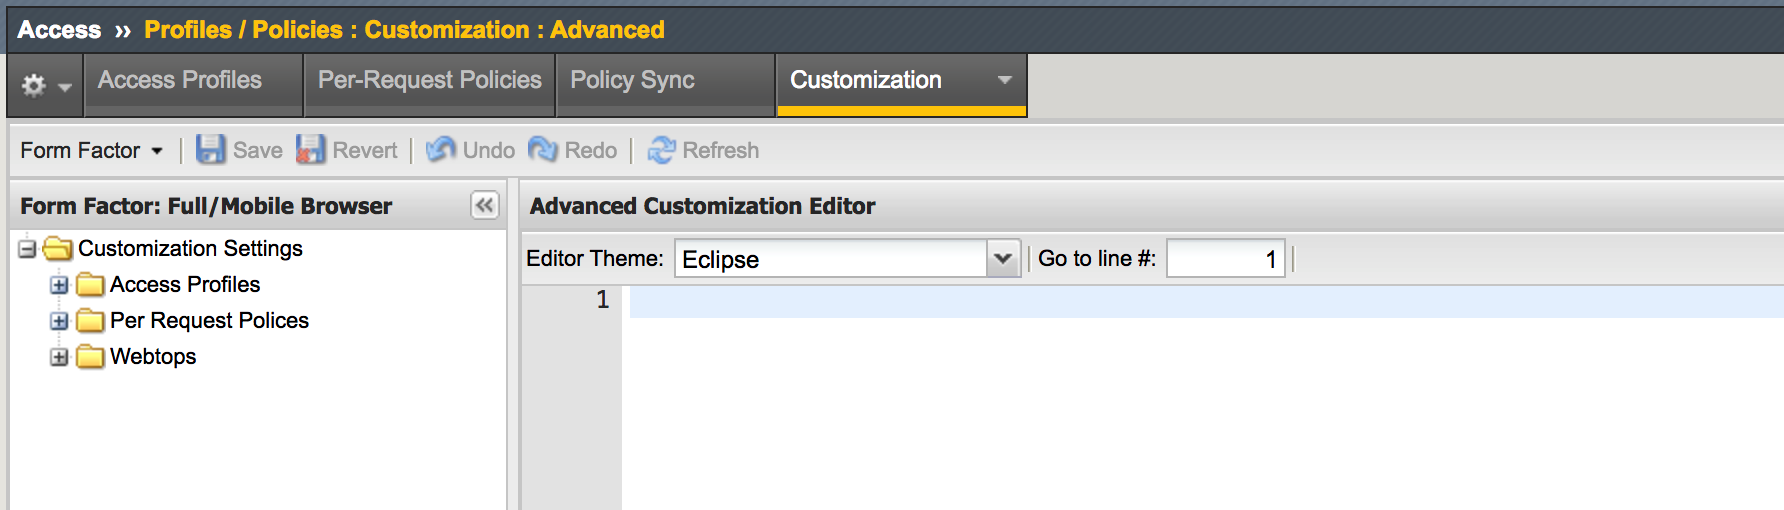 Access » Profiles / Policies : Customization : Advanced
Access Profiles Per-Request Policies Policy Sync Customization
Form Factor Save Revert Undo Redo Refresh
Form Factor: Full/Mobile Browser
Customization Settings
Access Profiles
Per Request Polices
Webtops
Advanced Customization Editor
Editor Theme: Eclipse Go to line #: 1
1